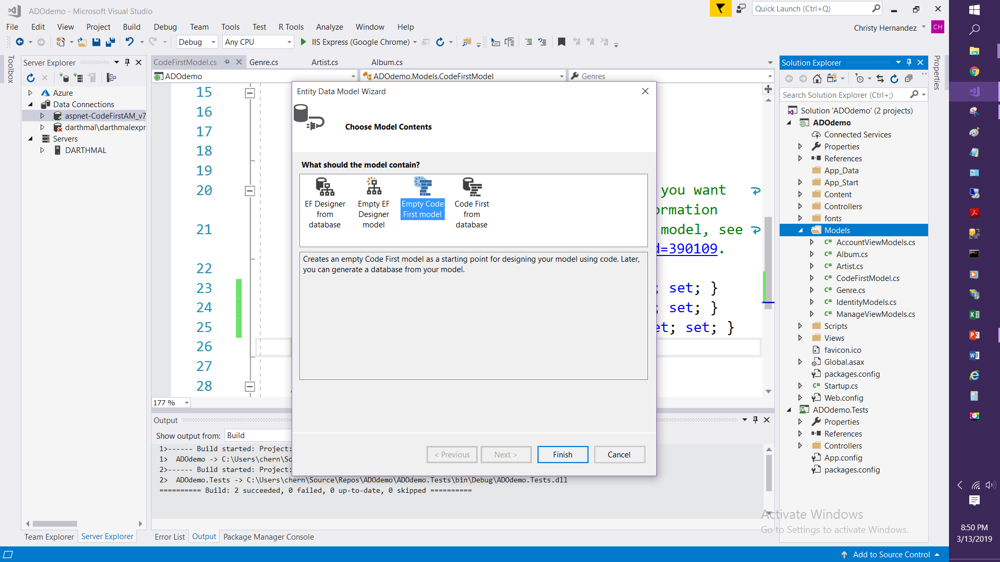 ADOdemo - Microsoft Visual Studio
Quick Launch (Ctrl+Q)
File Edit View Project Build Debug Team Tools Test R Tools Analyze Window Help
Christy Hernandez CH
Debug Any CPU IIS Express (Google Chrome)
Toolbox
Server Explorer
Azure
Data Connections
aspnet-CodeFirstAM_v7
darthmal\darthmalexpr
Servers
DARTHMAL
Team Explorer Server Explorer
CodeFirstModel.cs Genre.cs Artist.cs Album.cs
ADOdemo ADOdemo.Models.CodeFirstModel Genres
15
16
17
18
19
20 you want
ormation
21 model, see
d=390109.
22
23 ; set; }
24 ; set; }
25 et; set; }
26
27
28
177 %
Entity Data Model Wizard
Choose Model Contents
What should the model contain?
EF Designer from database
Empty EF Designer model
Empty Code First model
Code First from database
Creates an empty Code First model as a starting point for designing your model using code. Later,
you can generate a database from your model.
< Previous Next > Finish Cancel
Output
Show output from: Build
1>------ Build started: Project:
1> ADOdemo -> C:\Users\chern\So
2>------ Build started: Project:
2> ADOdemo.Tests -> C:\Users\chern\Source\Repos\ADOdemo\ADOdemo.Tests\bin\Debug\ADOdemo.Tests.dll
========== Build: 2 succeeded, 0 failed, 0 up-to-date, 0 skipped ==========
Error List Output Package Manager Console
Solution Explorer
Search Solution Explorer (Ctrl+;)
Solution 'ADOdemo' (2 projects)
ADOdemo
Connected Services
Properties
References
App_Data
App_Start
Content
Controllers
fonts
Models
C# AccountViewModels.cs
C# Album.cs
C# Artist.cs
C# CodeFirstModel.cs
C# Genre.cs
C# IdentityModels.cs
C# ManageViewModels.cs
Scripts
Views
favicon.ico
Global.asax
packages.config
C# Startup.cs
Web.config
ADOdemo.Tests
Properties
References
Controllers
App.config
packages.config
Properties
Activate Windows
Go to Settings to activate Windows.
Add to Source Control
8:50 PM
3/13/2019